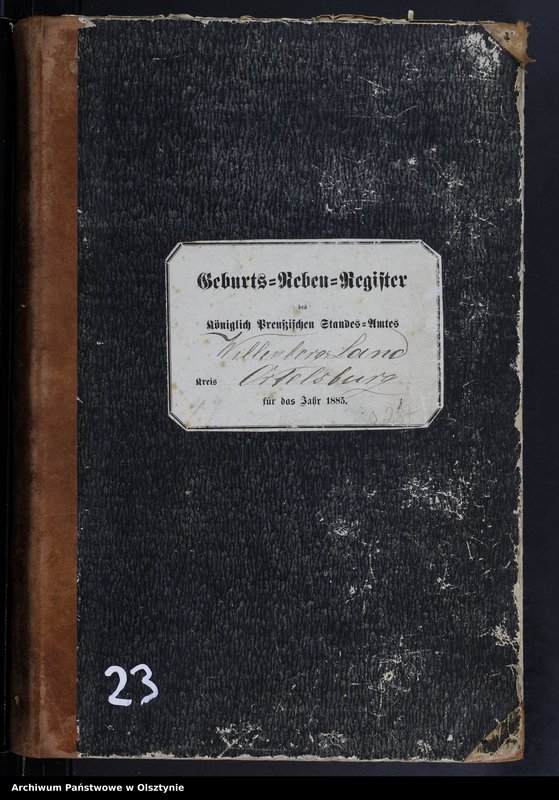 Geburts=Neben=Register
des
Königlich Preußischen Standes=Amtes
Willenberg Land
Kreis Ortelsburg
für das Jahr 1885.
49
23
Archiwum Państwowe w Olsztynie